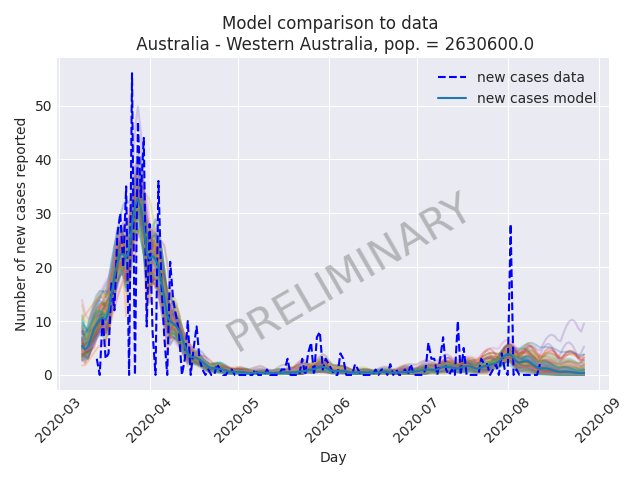 Model comparison to data
Australia - Western Australia, pop. = 2630600.0
new cases data
new cases model
Number of new cases reported
50
40
30
20
10
0
PRELIMINARY
2020-03
2020-04
2020-05
2020-06
2020-07
2020-08
2020-09
Day